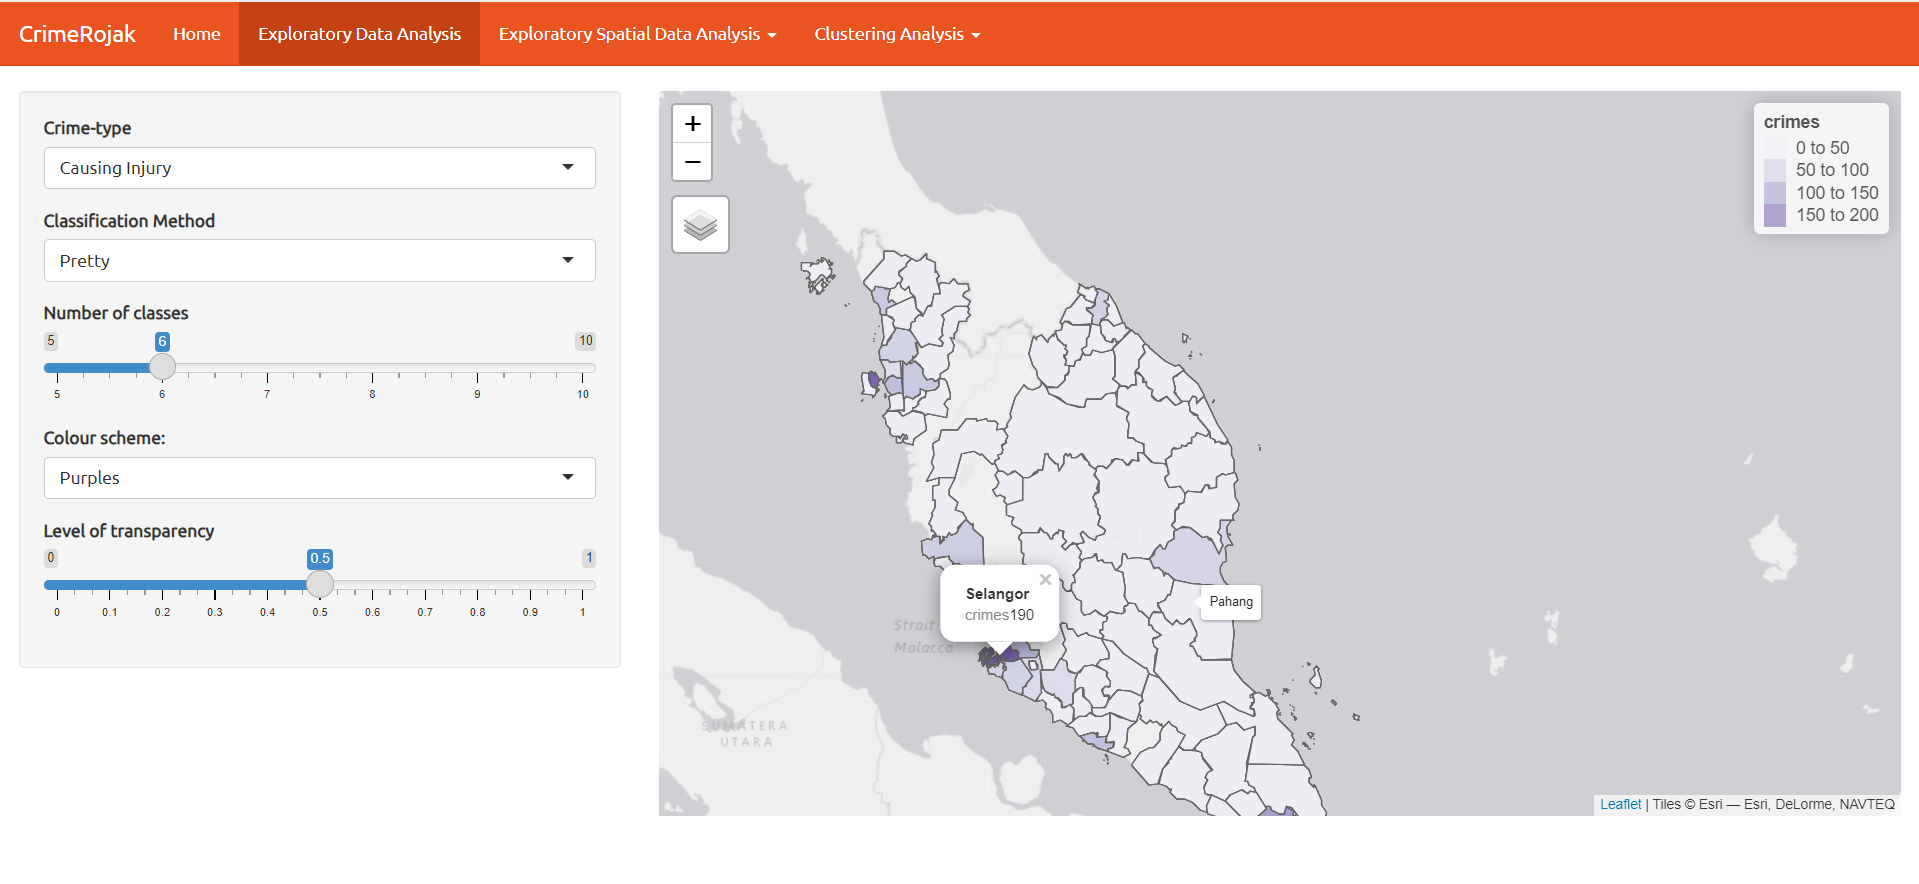 CrimeRojak Home Exploratory Data Analysis Exploratory Spatial Data Analysis Clustering Analysis
Crime-type
Causing Injury
Classification Method
Pretty
Number of classes
5 6 10
5 6 7 8 9 10
Colour scheme:
Purples
Level of transparency
0 0.5 1
0 0.1 0.2 0.3 0.4 0.5 0.6 0.7 0.8 0.9 1
+
−
crimes
0 to 50
50 to 100
100 to 150
150 to 200
Selangor
crimes190
×
Pahang
Strait
Malacca
SUMATERA
UTARA
Leaflet | Tiles © Esri — Esri, DeLorme, NAVTEQ